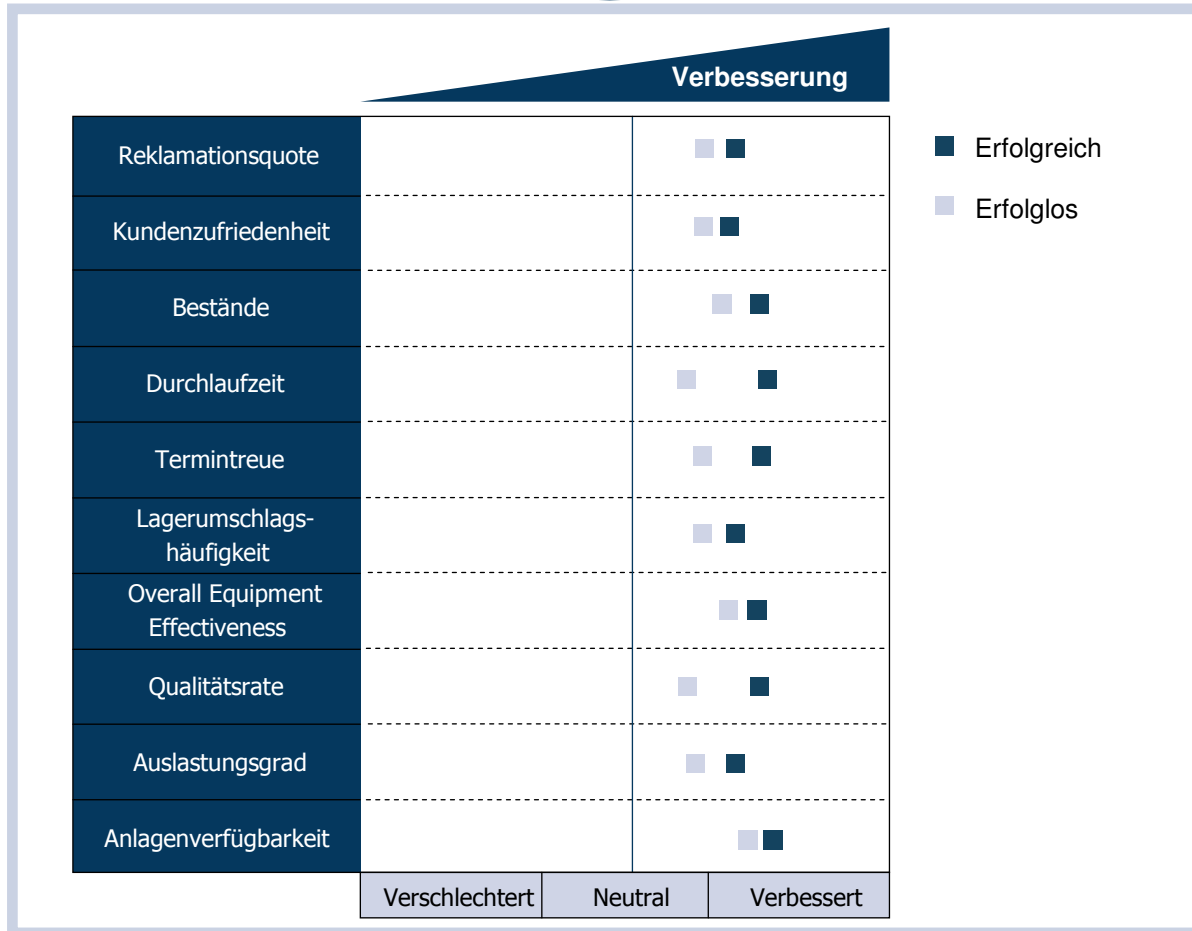 Verbesserung
Reklamationsquote
Erfolgreich
Erfolglos
Kundenzufriedenheit
Bestände
Durchlaufzeit
Termintreue
Lagerumschlags-
häufigkeit
Overall Equipment
Effectiveness
Qualitätsrate
Auslastungsgrad
Anlagenverfügbarkeit
Verschlechtert
Neutral
Verbessert